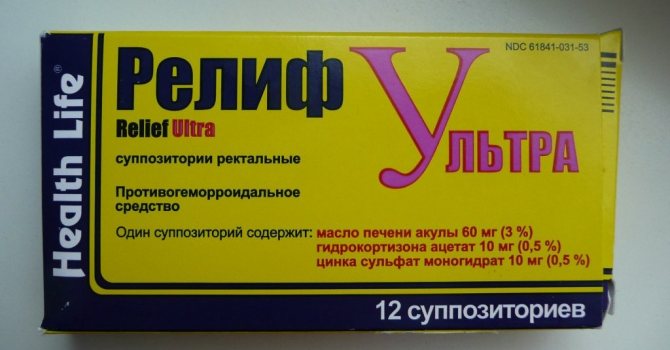 Health Life®
NDC 61841-031-53
Релиф Ультра
Relief Ultra
суппозитории ректальные
Противогеморроидальное
средство
Один суппозиторий содержит: масло печени акулы 60 мг (3 %)
гидрокортизона ацетат 10 мг (0,5 %)
цинка сульфат моногидрат 10 мг (0,5 %)
12 суппозиториев